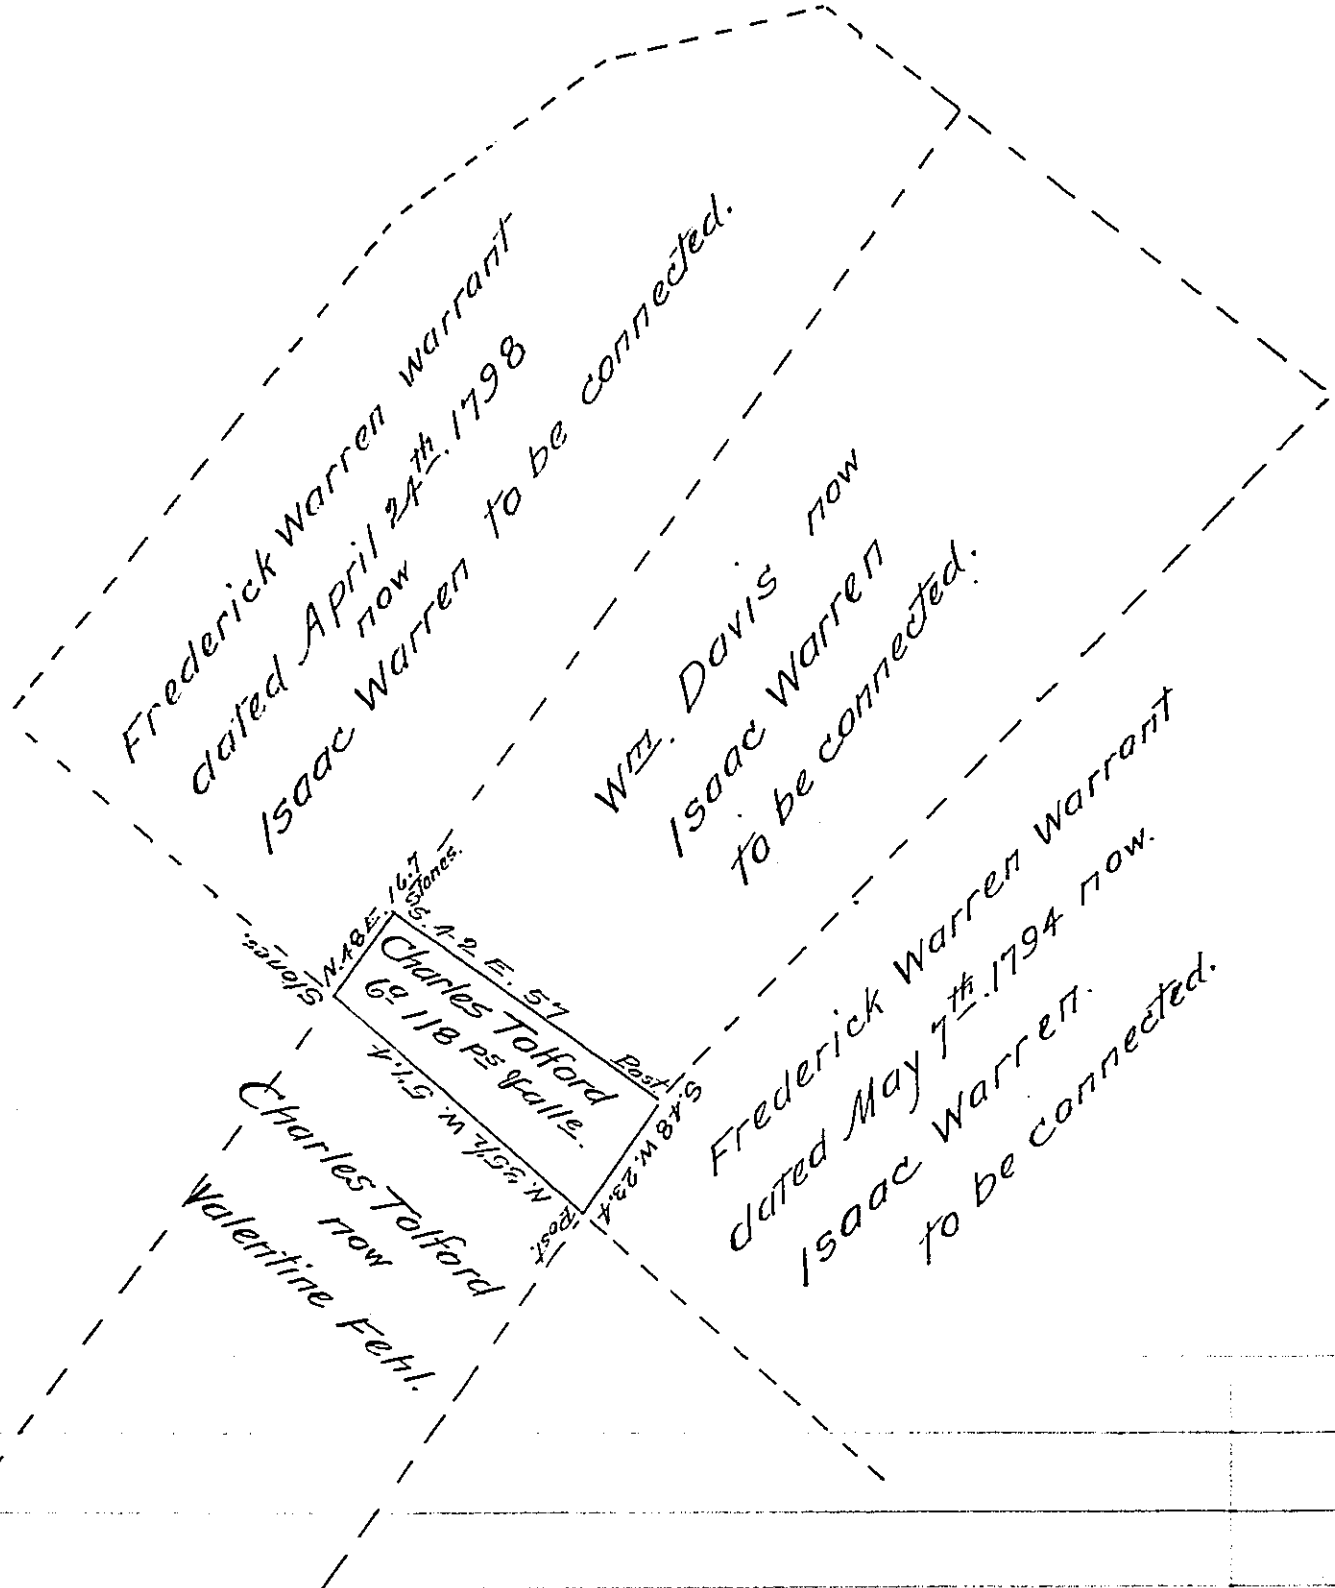 Frederick Warren warrant
dated April 24th. 1798
now
Isaac Warren to be connected.
Wm. Davis now
Isaac Warren
to be connected.
Frederick Warren Warrant
dated May 7th. 1794 now.
Isaac Warren.
to be connected.
Stones.
N.48E. 16.7
Stones.
S.42 E. 57
Post
S.48 W. 23.4
Post.
N. 35½ W. 57.4
Charles Tolford
6a 118 ps & alle.
Charles Tolford
now
Valentine Fehl.